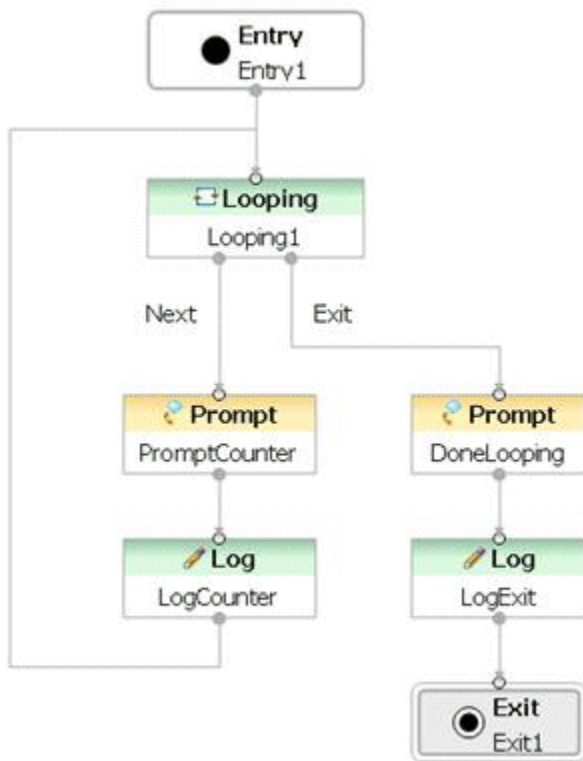 Entry
Entry1
Looping
Looping1
Next
Exit
Prompt
PromptCounter
Prompt
DoneLooping
Log
LogCounter
Log
LogExit
Exit
Exit1